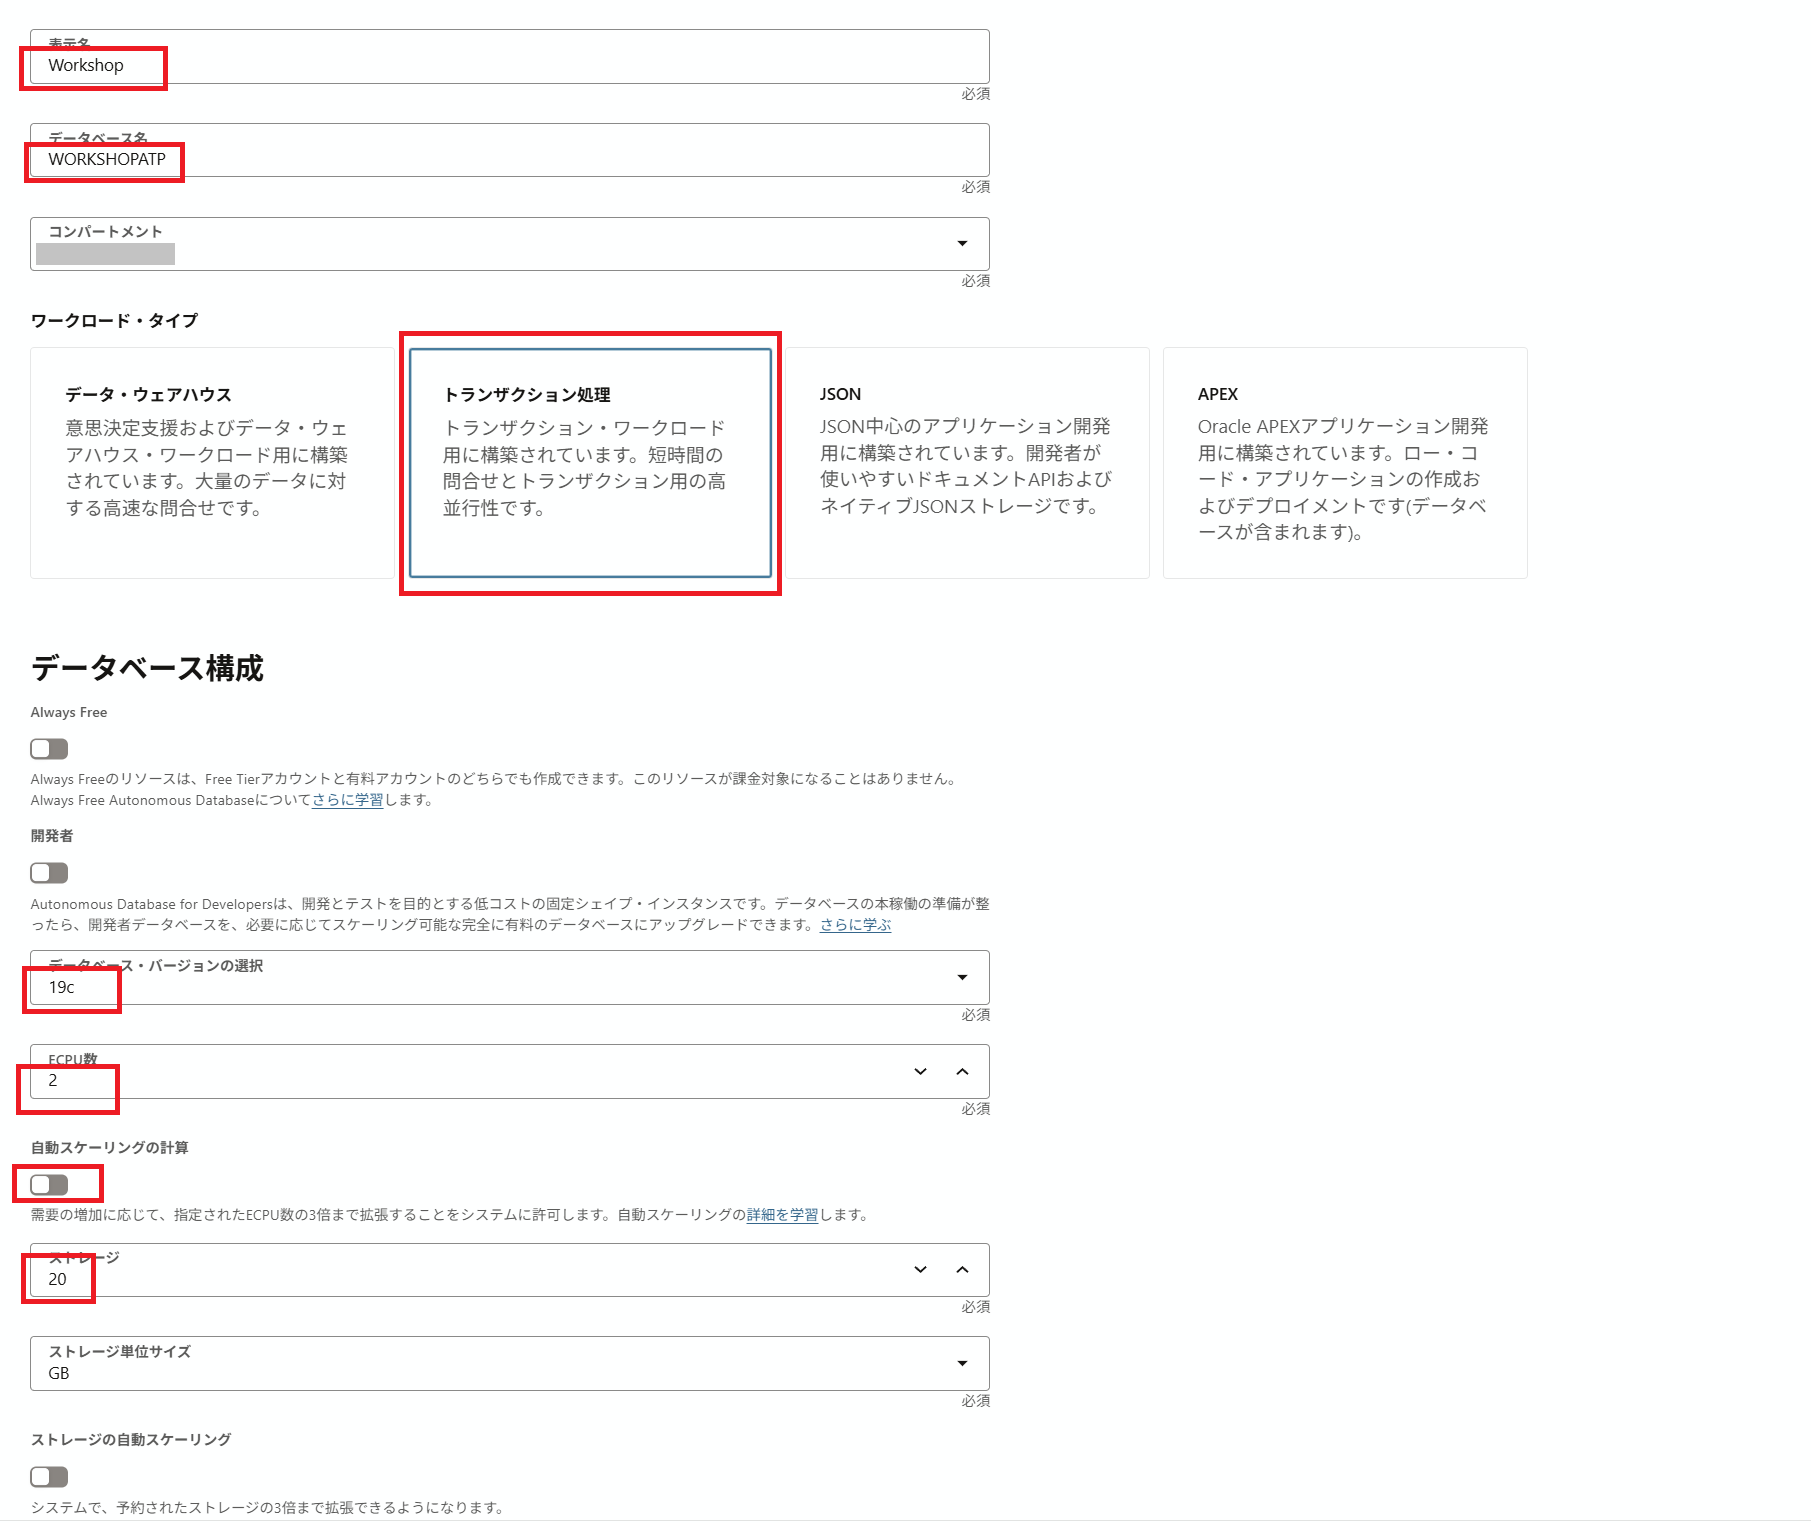 表示名
Workshop
必須
データベース名
WORKSHOPATP
必須
コンパートメント
必須
ワークロード・タイプ
データ・ウェアハウス
意思決定支援およびデータ・ウェ
アハウス・ワークロード用に構築
されています。大量のデータに対
する高速な問合せです。
トランザクション処理
トランザクション・ワークロード
用に構築されています。短時間の
問合せとトランザクション用の高
並行性です。
JSON
JSON中心のアプリケーション開発
用に構築されています。開発者が
使いやすいドキュメントAPIおよび
ネイティブJSONストレージです。
APEX
Oracle APEXアプリケーション開発
用に構築されています。ロー・コ
ード・アプリケーションの作成お
よびデプロイメントです(データベ
ースが含まれます)。
データベース構成
Always Free
Always Freeのリソースは、Free Tierアカウントと有料アカウントのどちらでも作成できます。このリソースが課金対象になることはありません。
Always Free Autonomous Databaseについてさらに学習します。
開発者
Autonomous Database for Developersは、開発とテストを目的とする低コストの固定シェイプ・インスタンスです。データベースの本稼働の準備が整
ったら、開発者データベースを、必要に応じてスケーリング可能な完全に有料のデータベースにアップグレードできます。さらに学ぶ
データベース・バージョンの選択
19c
必須
ECPU数
2
必須
自動スケーリングの計算
需要の増加に応じて、指定されたECPU数の3倍まで拡張することをシステムに許可します。自動スケーリングの詳細を学習します。
ストレージ
20
必須
ストレージ単位サイズ
GB
必須
ストレージの自動スケーリング
システムで、予約されたストレージの3倍まで拡張できるようになります。